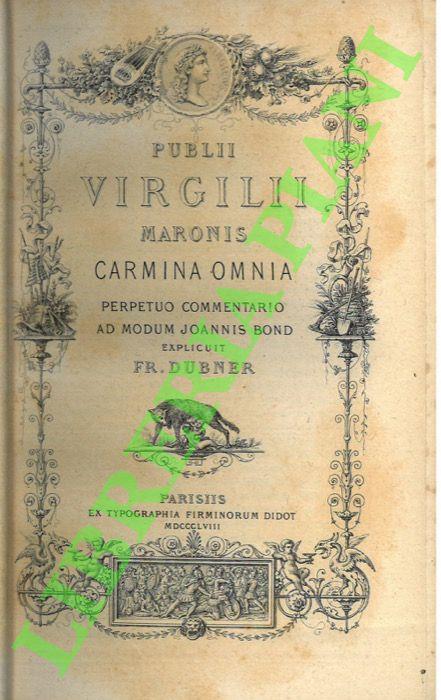 PUBLII
VIRGILII
MARONIS
CARMINA OMNIA
PERPETUO COMMENTARIO
AD MODUM JOANNIS BOND
EXPLICUIT
FR. DUBNER
PARISIIS
EX TYPOGRAPHIA FIRMINORUM DIDOT
MDCCCLVIII
LIBRERIA PIANI